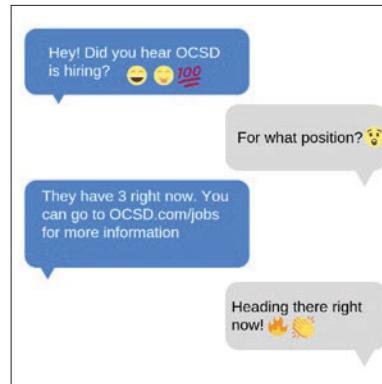 Hey! Did you hear OCSD
is hiring? 😄 😋 💯
For what position? 😲
They have 3 right now. You
can go to OCSD.com/jobs
for more information
Heading there right
now! 🔥 👏